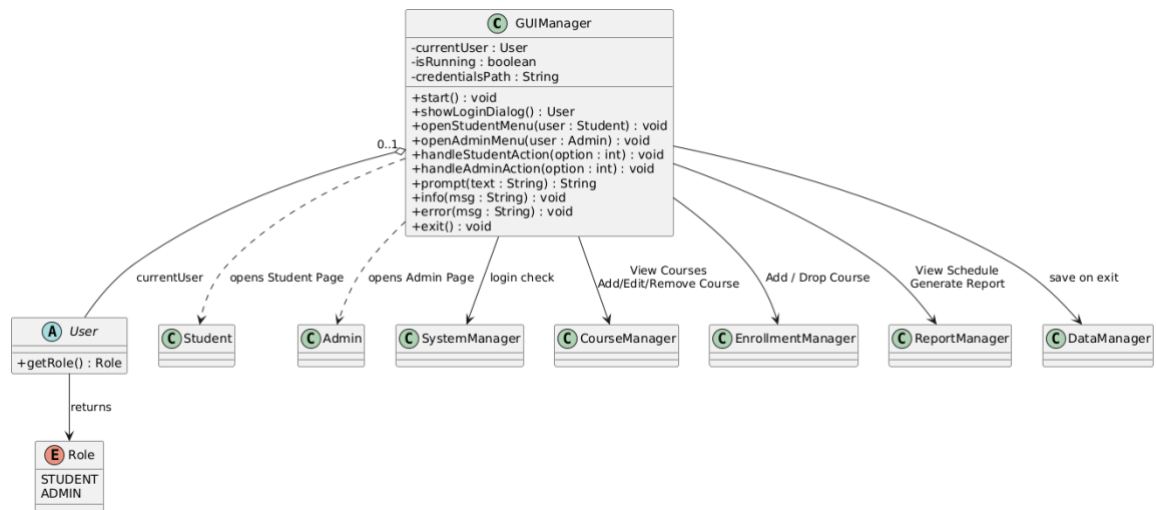 C GUIManager
-currentUser : User
-isRunning : boolean
-credentialsPath : String
+start() : void
+showLoginDialog() : User
+openStudentMenu(user : Student) : void
+openAdminMenu(user : Admin) : void
+handleStudentAction(option : int) : void
+handleAdminAction(option : int) : void
+prompt(text : String) : String
+info(msg : String) : void
+error(msg : String) : void
+exit() : void
0..1
currentUser
opens Student Page
opens Admin Page
login check
View Courses
Add/Edit/Remove Course
Add / Drop Course
View Schedule
Generate Report
save on exit
A User
+getRole() : Role
C Student
C Admin
C SystemManager
C CourseManager
C EnrollmentManager
C ReportManager
C DataManager
returns
E Role
STUDENT
ADMIN